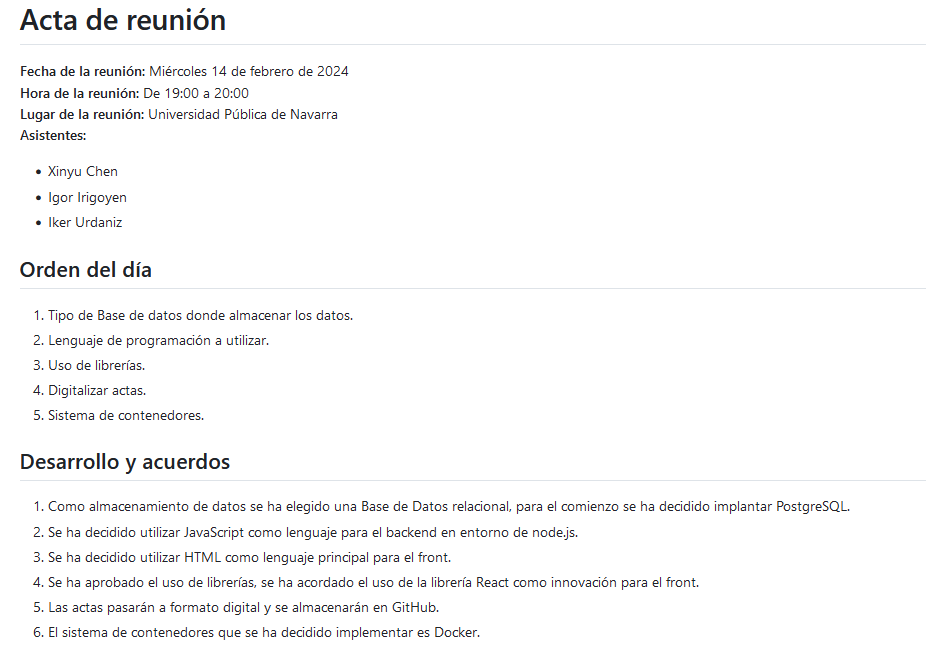 Acta de reunión
Fecha de la reunión: Miércoles 14 de febrero de 2024
Hora de la reunión: De 19:00 a 20:00
Lugar de la reunión: Universidad Pública de Navarra
Asistentes:
• Xinyu Chen
• Igor Irigoyen
• Iker Urdaniz
Orden del día
1. Tipo de Base de datos donde almacenar los datos.
2. Lenguaje de programación a utilizar.
3. Uso de librerías.
4. Digitalizar actas.
5. Sistema de contenedores.
Desarrollo y acuerdos
1. Como almacenamiento de datos se ha elegido una Base de Datos relacional, para el comienzo se ha decidido implantar PostgreSQL.
2. Se ha decidido utilizar JavaScript como lenguaje para el backend en entorno de node.js.
3. Se ha decidido utilizar HTML como lenguaje principal para el front.
4. Se ha aprobado el uso de librerías, se ha acordado el uso de la librería React como innovación para el front.
5. Las actas pasarán a formato digital y se almacenarán en GitHub.
6. El sistema de contenedores que se ha decidido implementar es Docker.